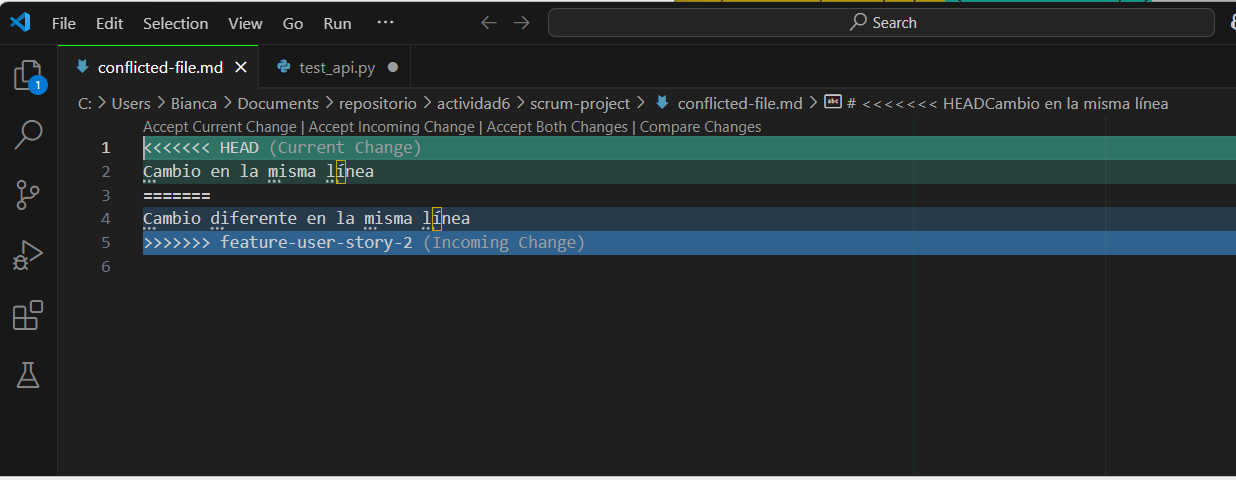 File Edit Selection View Go Run ··· Search
1
conflicted-file.md test_api.py
C: > Users > Bianca > Documents > repositorio > actividad6 > scrum-project > conflicted-file.md > abc # <<<<<<< HEADCambio en la misma línea
Accept Current Change | Accept Incoming Change | Accept Both Changes | Compare Changes
1 <<<<<<< HEAD (Current Change)
2 Cambio en la misma línea
3 =======
4 Cambio diferente en la misma línea
5 >>>>>>> feature-user-story-2 (Incoming Change)
6